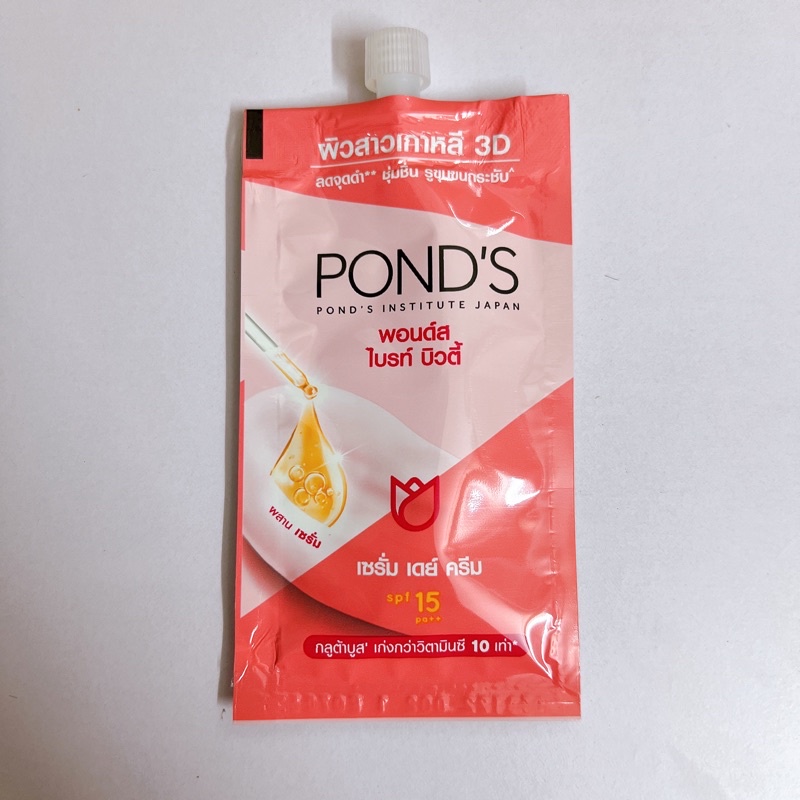 ผิวสาวเกาหลี 3D
ลดจุดดำ** ชุ่มชื้น รูขุมขนกระชับ^
POND'S
POND'S INSTITUTE JAPAN
พอนด์ส
ไบรท์ บิวตี้
ผสาน เซรั่ม
เซรั่ม เดย์ ครีม
spf 15
pa++
กลูต้าบูส' เก่งกว่าวิตามินซี 10 เท่า*